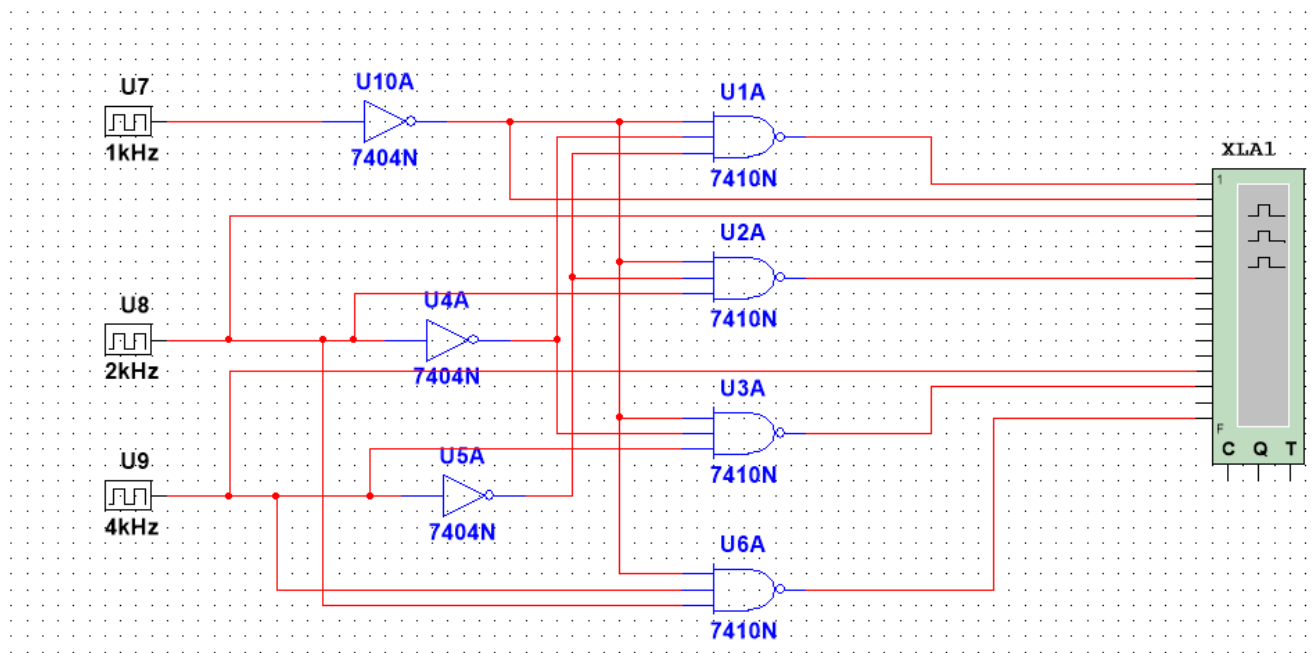 U7
1kHz
U10A
7404N
U1A
7410N
XLA1
1
F
C Q T
U2A
7410N
U8
2kHz
U4A
7404N
U3A
7410N
U9
4kHz
U5A
7404N
U6A
7410N